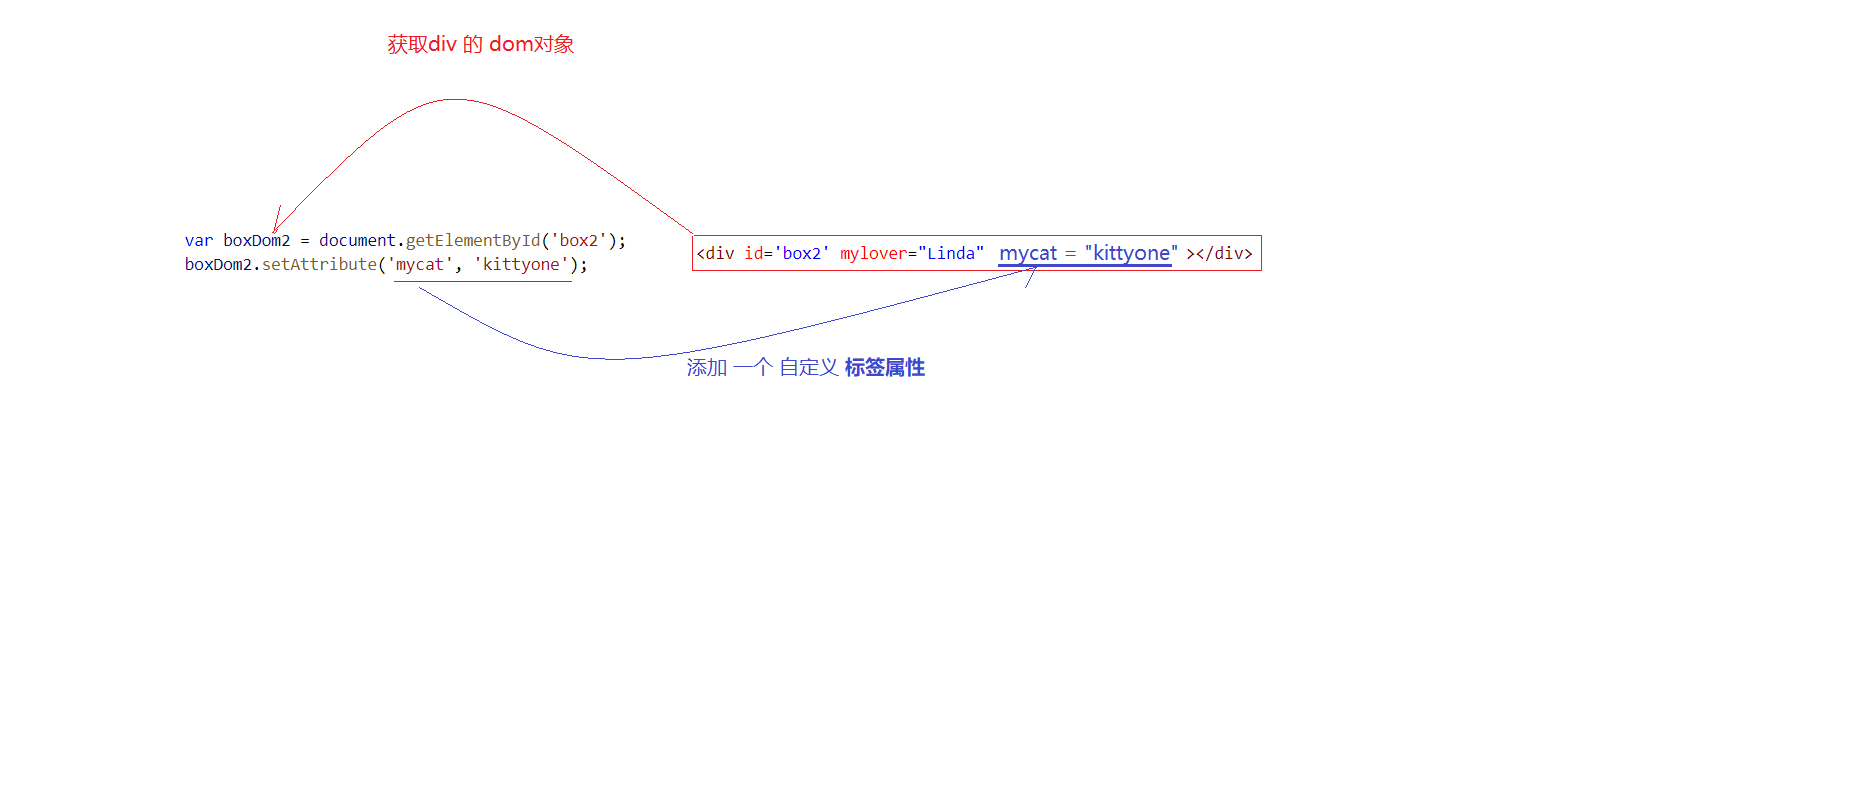 获取div 的 dom对象
var boxDom2 = document.getElementById('box2');
boxDom2.setAttribute('mycat', 'kittyone');
<div id='box2' mylover="Linda" mycat = "kittyone" ></div>
添加 一个 自定义 标签属性